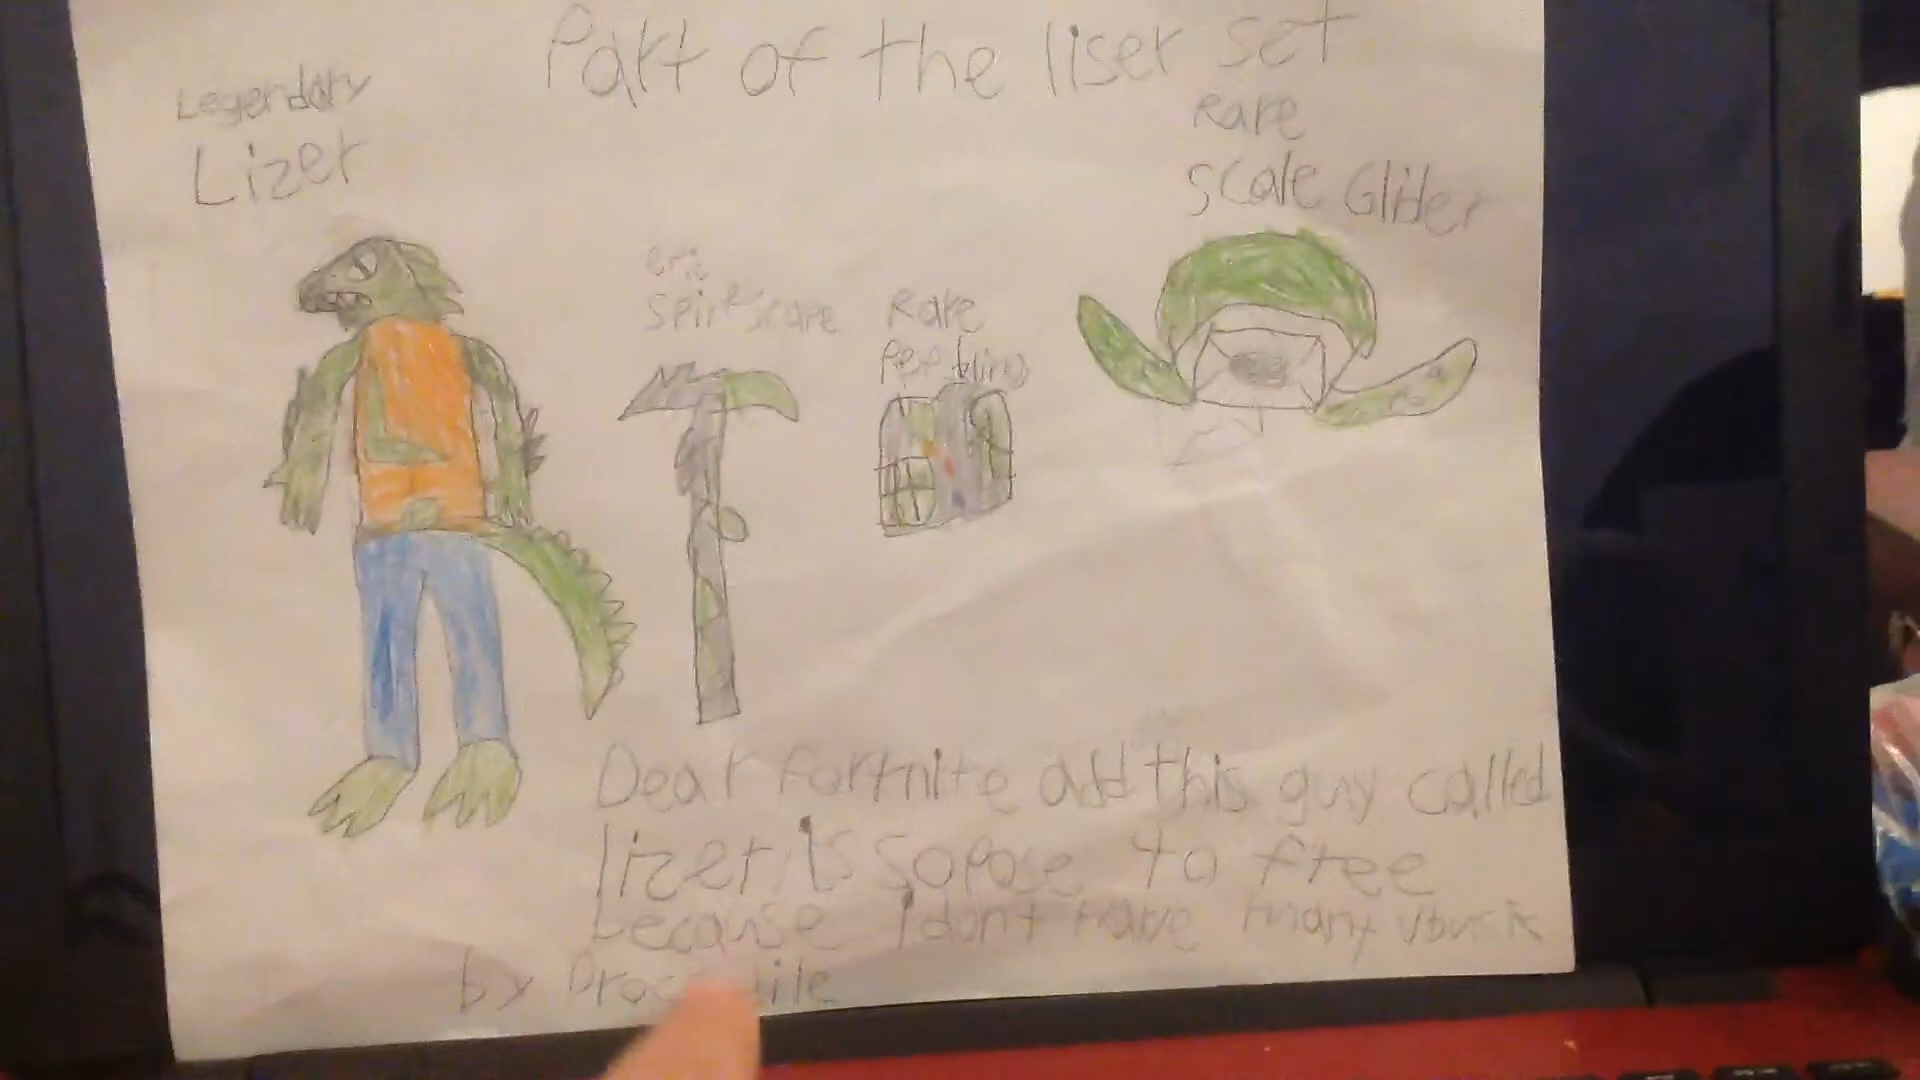 Part of the liser set
Legendary
Lizer
epic
Rare
Rare
scale Glider
Dear fortnite add this guy called
lizer is sopose to free
because i dont have many vbuck
by